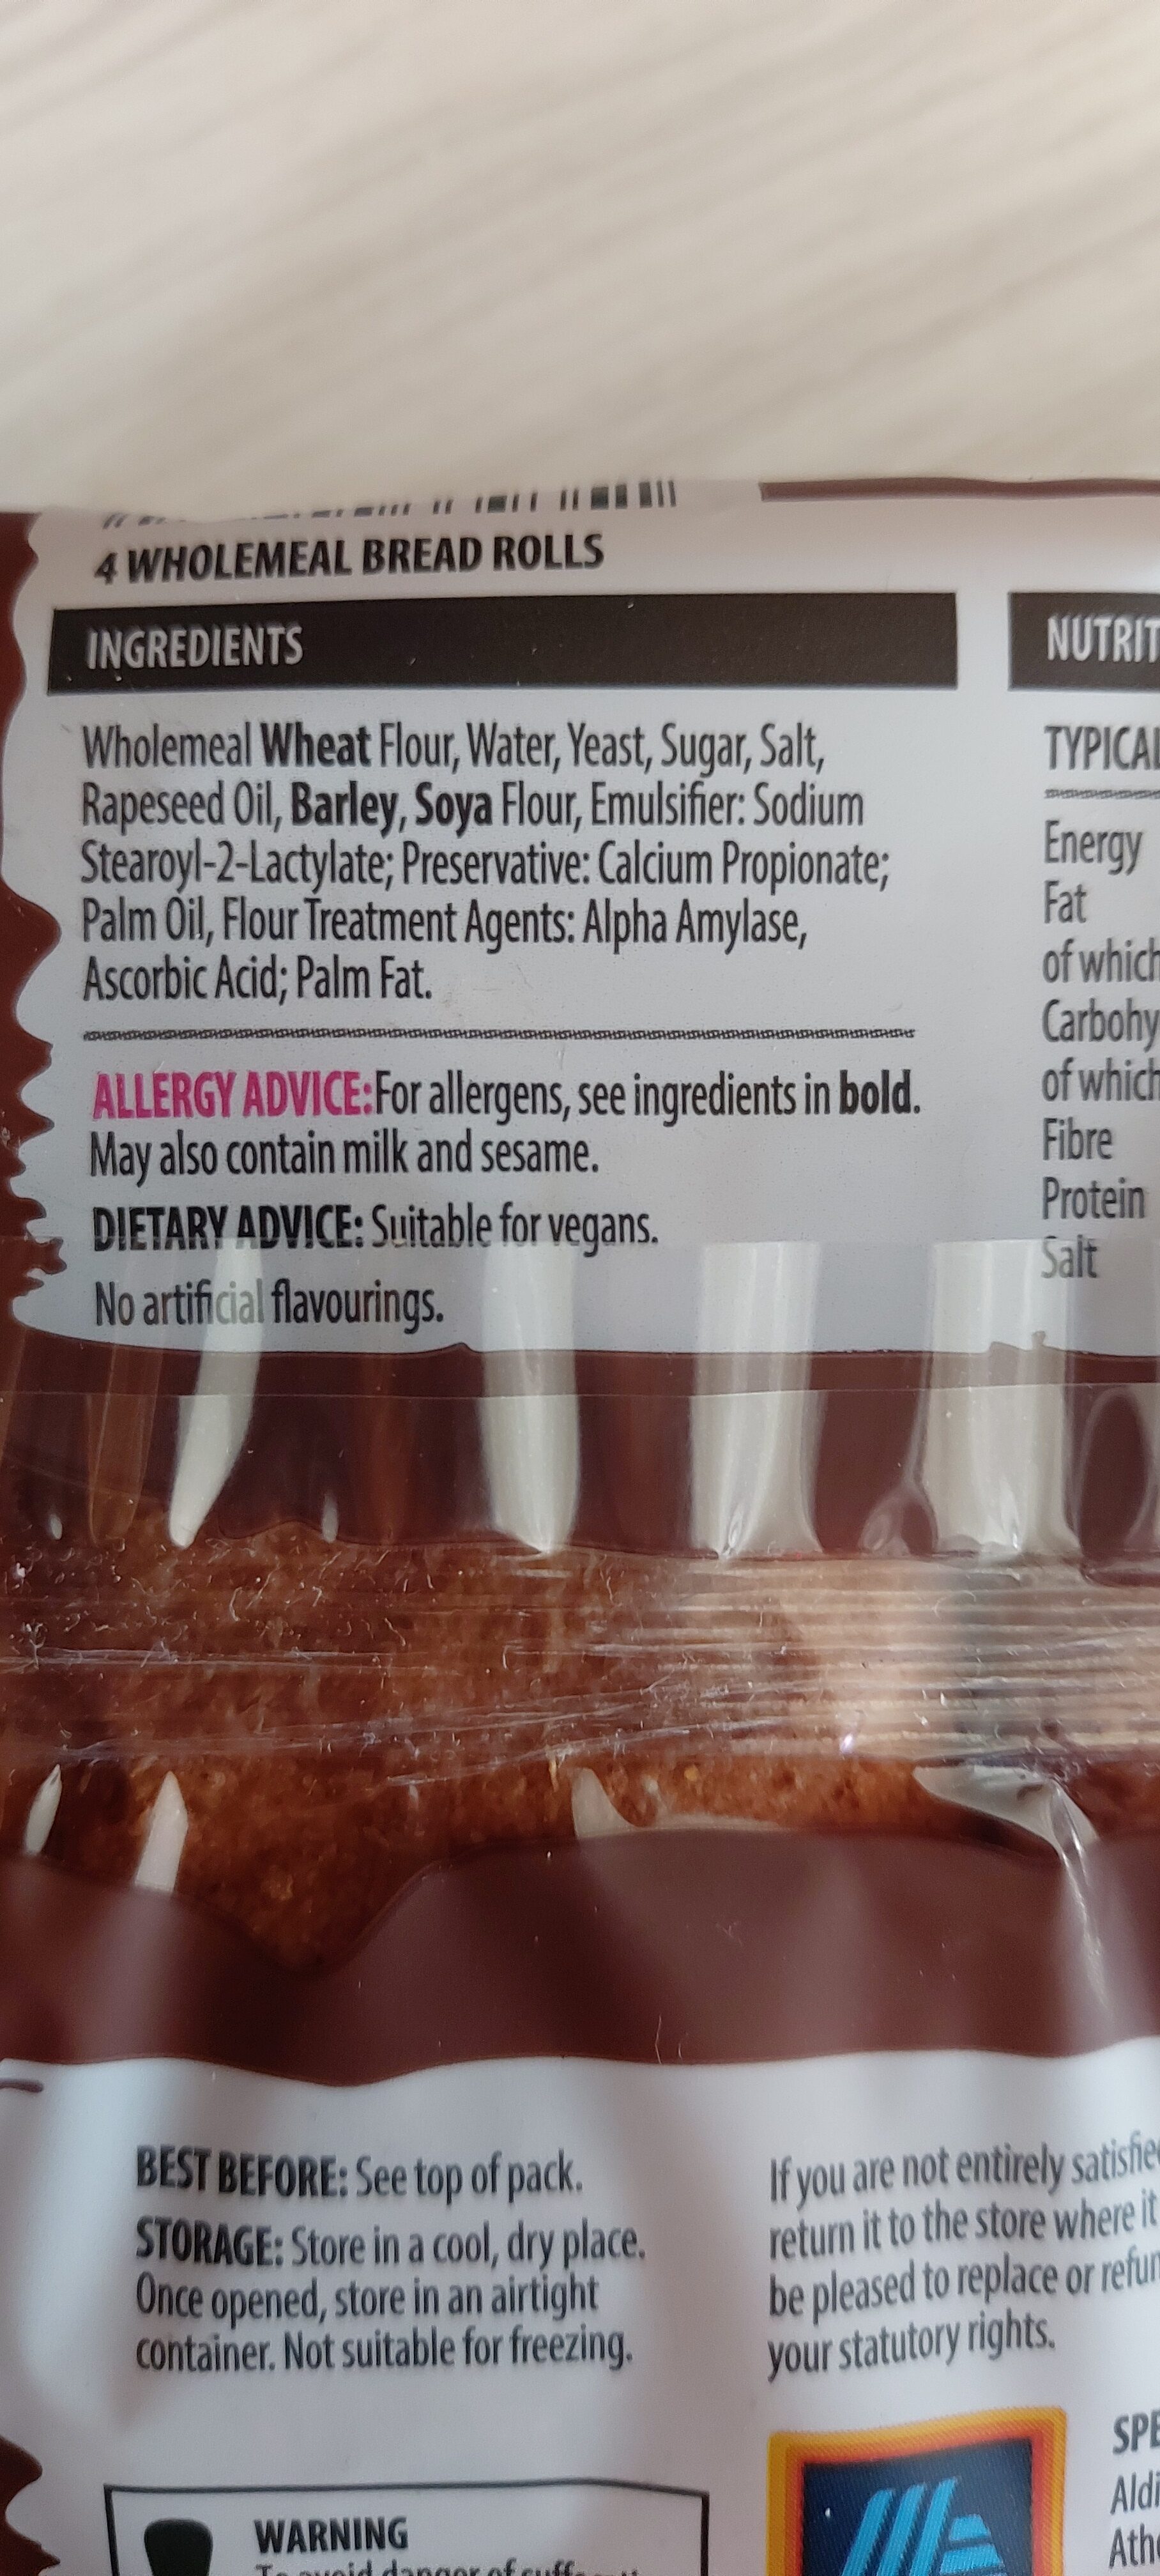 4 WHOLEMEAL BREAD ROLLS
INGREDIENTS
Wholemeal Wheat Flour, Water, Yeast, Sugar, Salt,
Rapeseed Oil, Barley, Soya Flour, Emulsifier: Sodium
Stearoyl-2-Lactylate; Preservative: Calcium Propionate;
Palm Oil, Flour Treatment Agents: Alpha Amylase,
Ascorbic Acid; Palm Fat.
ALLERGY ADVICE: For allergens, see ingredients in bold.
May also contain milk and sesame.
DIETARY ADVICE: Suitable for vegans.
No artificial flavourings.
NUTRIT
TYPICAL
Energy
Fat
of which
Carbohy
of which
Fibre
Protein
Salt
BEST BEFORE: See top of pack.
STORAGE: Store in a cool, dry place.
Once opened, store in an airtight
container. Not suitable for freezing.
If you are not entirely satisfie
return it to the store where it
be pleased to replace or refun
your statutory rights.
WARNING
To avoid danger of
SPE
Aldi
Athe